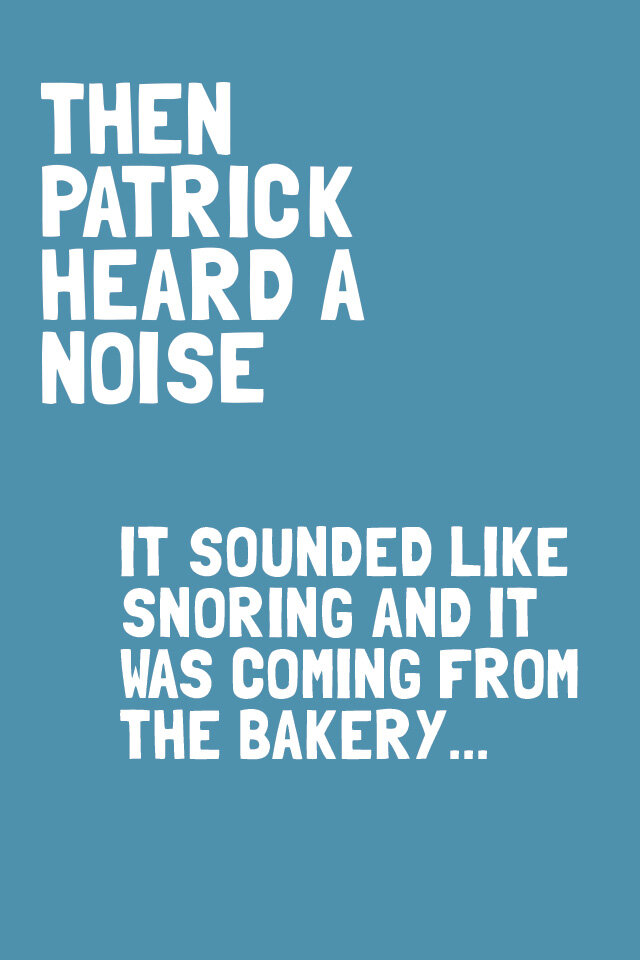 THEN
PATRICK
HEARD A
NOISE
IT SOUNDED LIKE
SNORING AND IT
WAS COMING FROM
THE BAKERY...